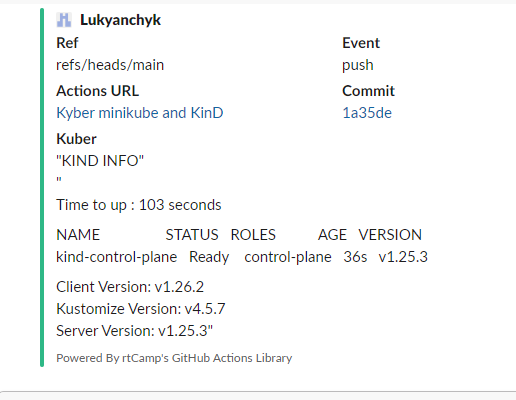 Lukyanchyk
Ref Event
refs/heads/main push
Actions URL Commit
Kyber minikube and KinD 1a35de
Kuber
"KIND INFO"
"
Time to up : 103 seconds
NAME STATUS ROLES AGE VERSION
kind-control-plane Ready control-plane 36s v1.25.3
Client Version: v1.26.2
Kustomize Version: v4.5.7
Server Version: v1.25.3"
Powered By rtCamp's GitHub Actions Library